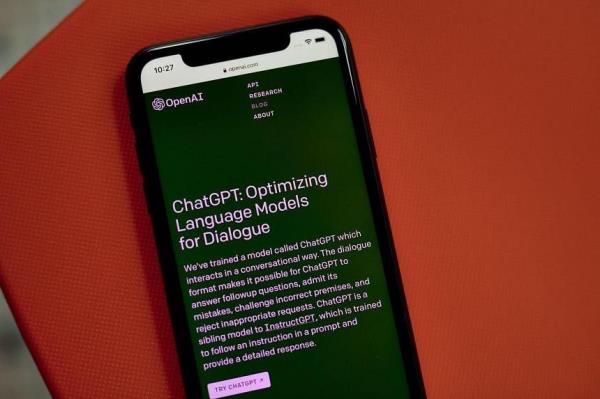 10:27
openai.com
OpenAI
API
RESEARCH
BLOG
ABOUT
ChatGPT: Optimizing
Language Models
for Dialogue
We've trained a model called ChatGPT which
interacts in a conversational way. The dialogue
format makes it possible for ChatGPT to
answer followup questions, admit its
mistakes, challenge incorrect premises, and
reject inappropriate requests. ChatGPT is a
sibling model to InstructGPT, which is trained
to follow an instruction in a prompt and
provide a detailed response.
TRY CHATGPT ↗